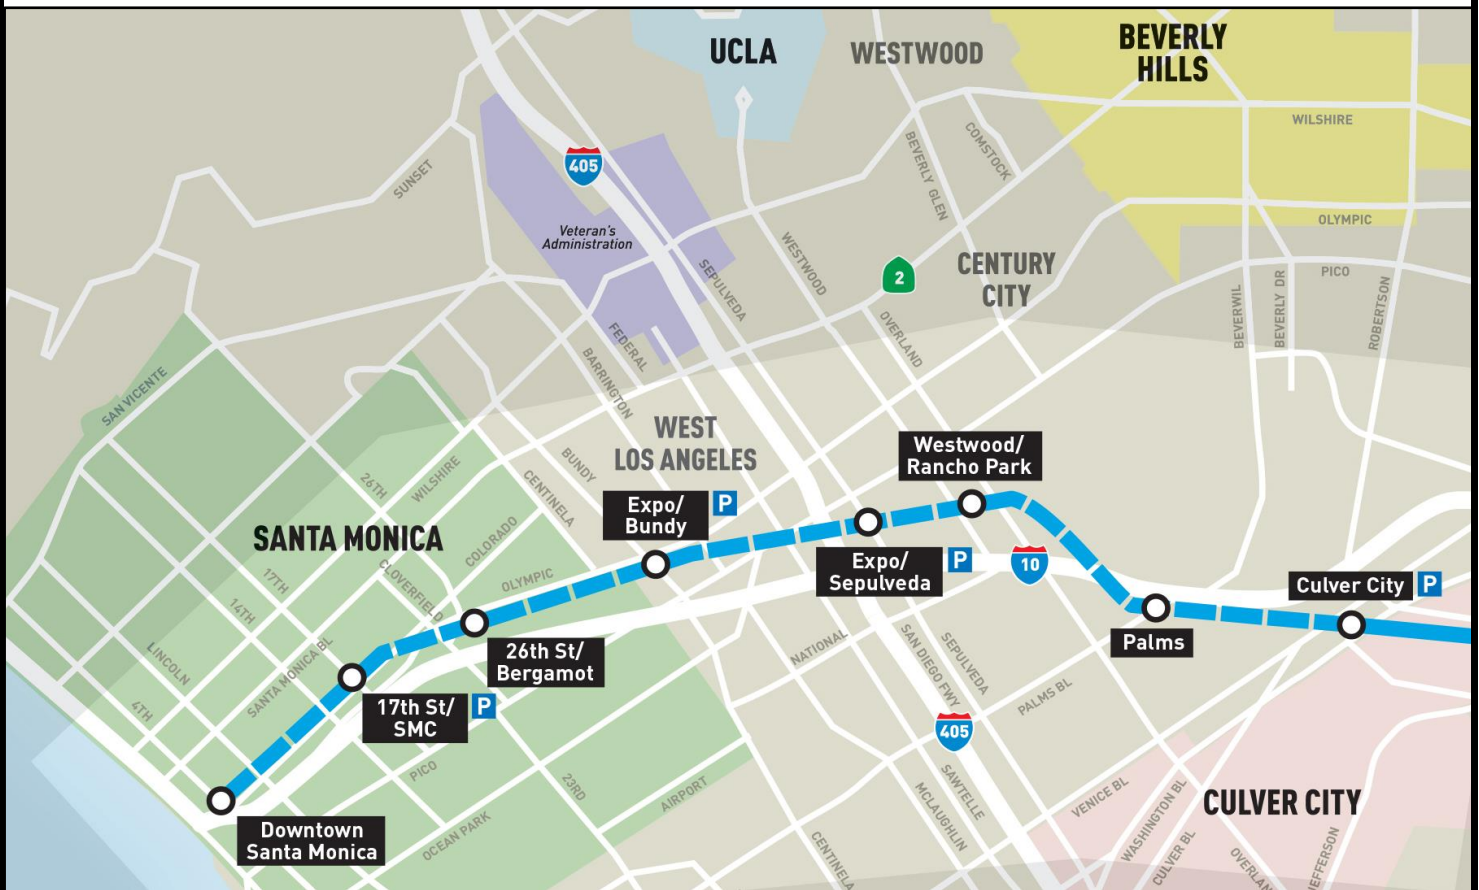 UCLA
WESTWOOD
BEVERLY
HILLS
WILSHIRE
COMSTOCK
BEVERLY GLEN
405
SUNSET
OLYMPIC
Veteran's
Administration
WESTWOOD
SEPULVEDA
2
CENTURY
CITY
PICO
BEVERWIL
BEVERLY DR
ROBERTSON
OVERLAND
FEDERAL
BARRINGTON
SAN VICENTE
WEST
LOS ANGELES
BUNDY
CENTINELA
26TH
WILSHIRE
Westwood/
Rancho Park
Expo/
Bundy
P
SANTA MONICA
COLORADO
CLOVERFIELD
OLYMPIC
17TH
14TH
Expo/
Sepulveda
P
10
Culver City
P
Palms
LINCOLN
SANTA MONICA BL
26th St/
Bergamot
NATIONAL
SAN DIEGO FWY
SEPULVEDA
PALMS BL
4TH
17th St/
SMC
P
405
PICO
23RD
AIRPORT
SAWTELLE
MCLAUGHLIN
VENICE BL
WASHINGTON BL
CULVER BL
CULVER CITY
Downtown
Santa Monica
OCEAN PARK
CENTINELA